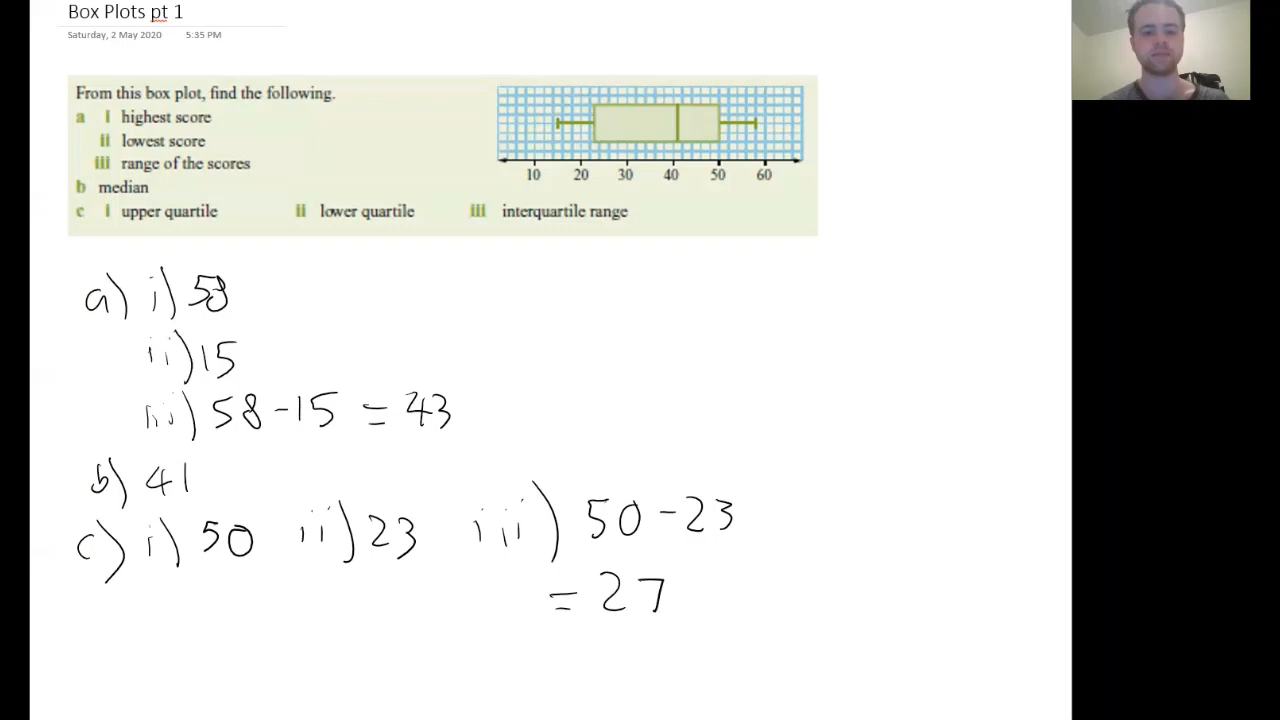 Box Plots pt 1
Saturday, 2 May 2020 5:35 PM
From this box plot, find the following.
a i highest score
ii lowest score
iii range of the scores
b median
c i upper quartile ii lower quartile iii interquartile range
10 20 30 40 50 60
a) i) 58
ii) 15
iii) 58 - 15 = 43
b) 41
c) i) 50 ii) 23 iii) 50 - 23
= 27